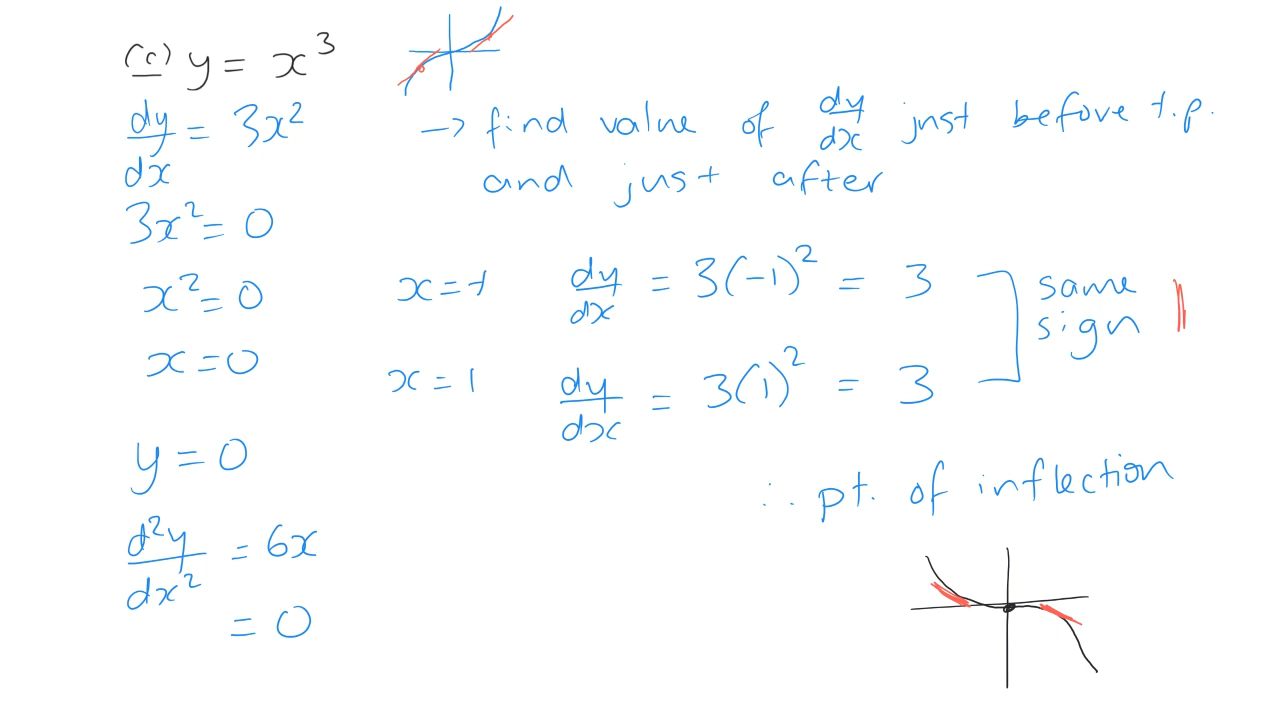 (c) y = x³
dy/dx = 3x²
→ find value of dy/dx just before t.p.
and just after
3x² = 0
x² = 0
x = 0
x = -1 dy/dx = 3(-1)² = 3
x = 1 dy/dx = 3(1)² = 3
same
sign
y = 0
∴ pt. of inflection
d²y/dx² = 6x
= 0